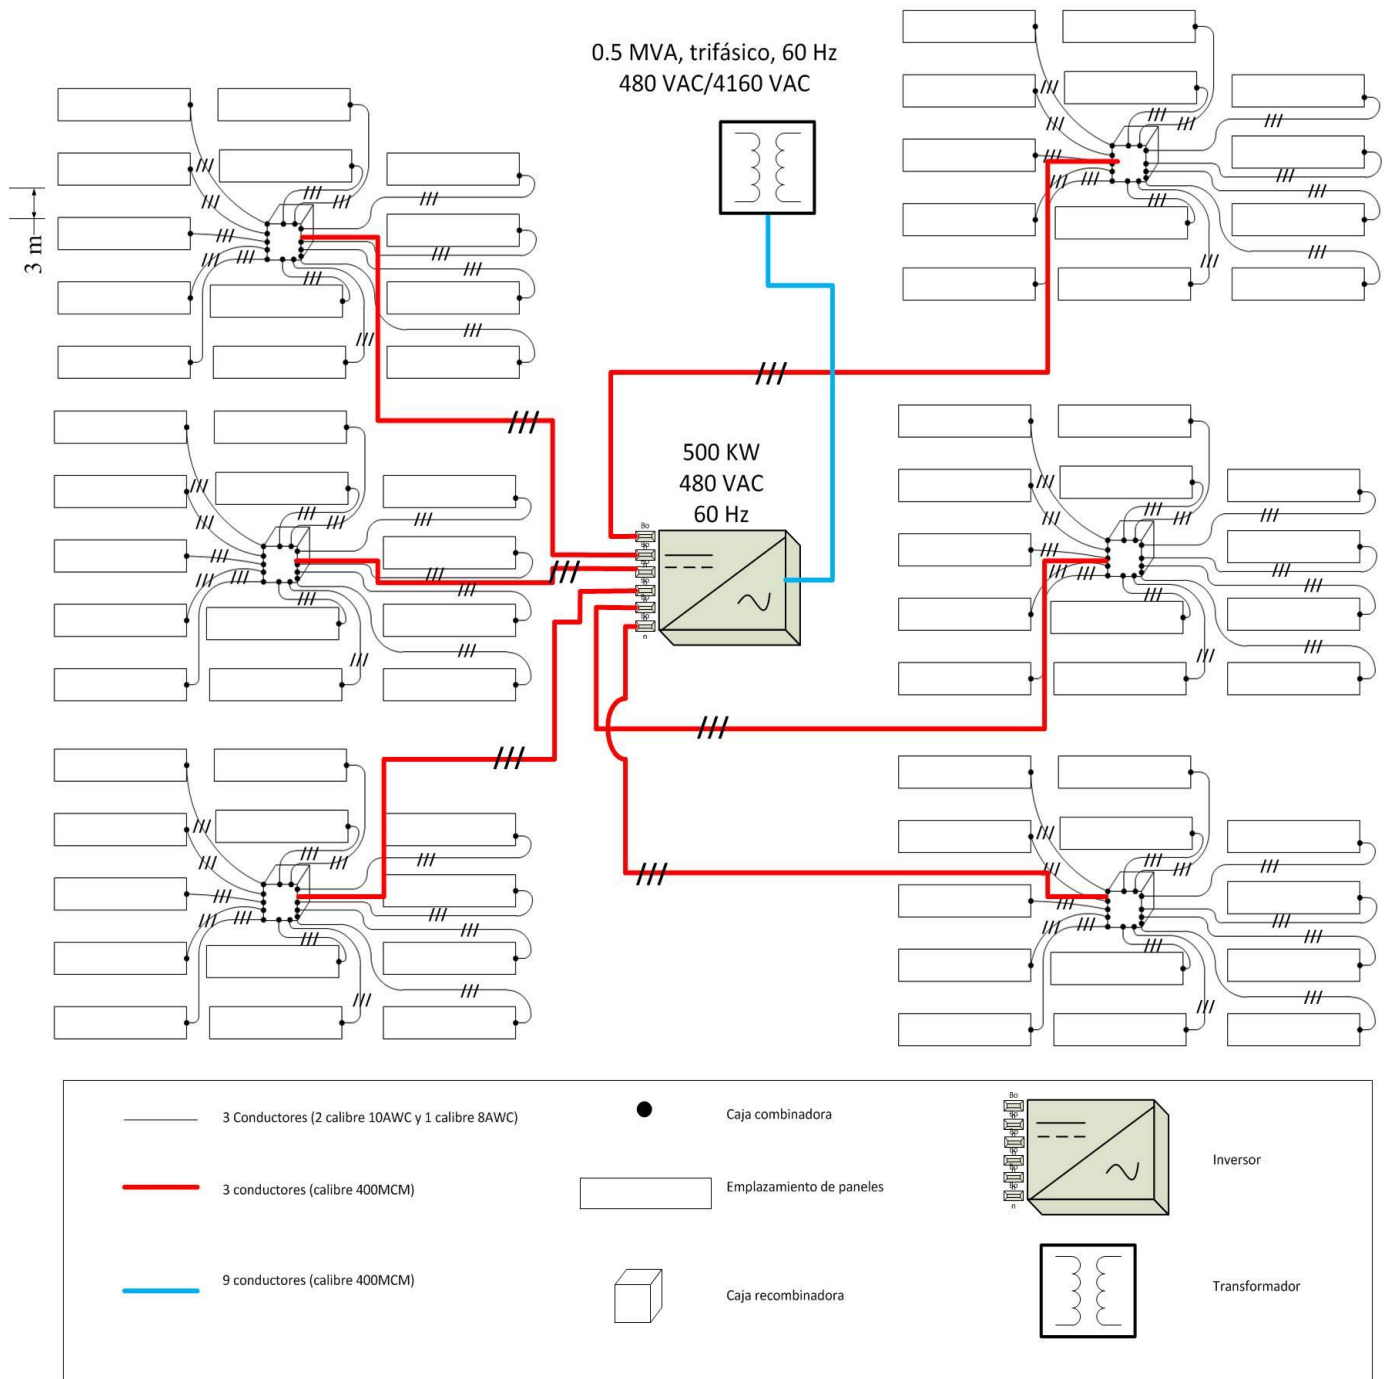 0.5 MVA, trifásico, 60 Hz
480 VAC/4160 VAC
3 m
500 KW
480 VAC
60 Hz
Bo
n
3 Conductores (2 calibre 10AWC y 1 calibre 8AWC)
Caja combinadora
Bo
n
Inversor
3 conductores (calibre 400MCM)
Emplazamiento de paneles
9 conductores (calibre 400MCM)
Caja recombinadora
Transformador